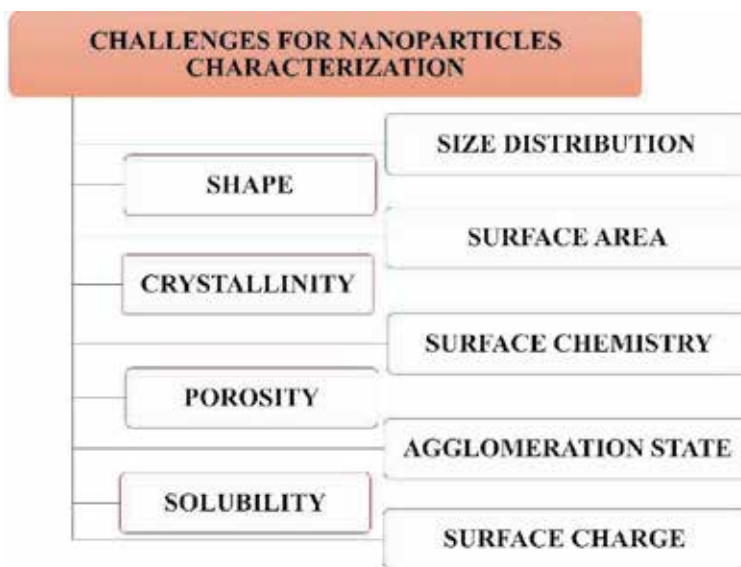 CHALLENGES FOR NANOPARTICLES
CHARACTERIZATION
SIZE DISTRIBUTION
SHAPE
SURFACE AREA
CRYSTALLINITY
SURFACE CHEMISTRY
POROSITY
AGGLOMERATION STATE
SOLUBILITY
SURFACE CHARGE